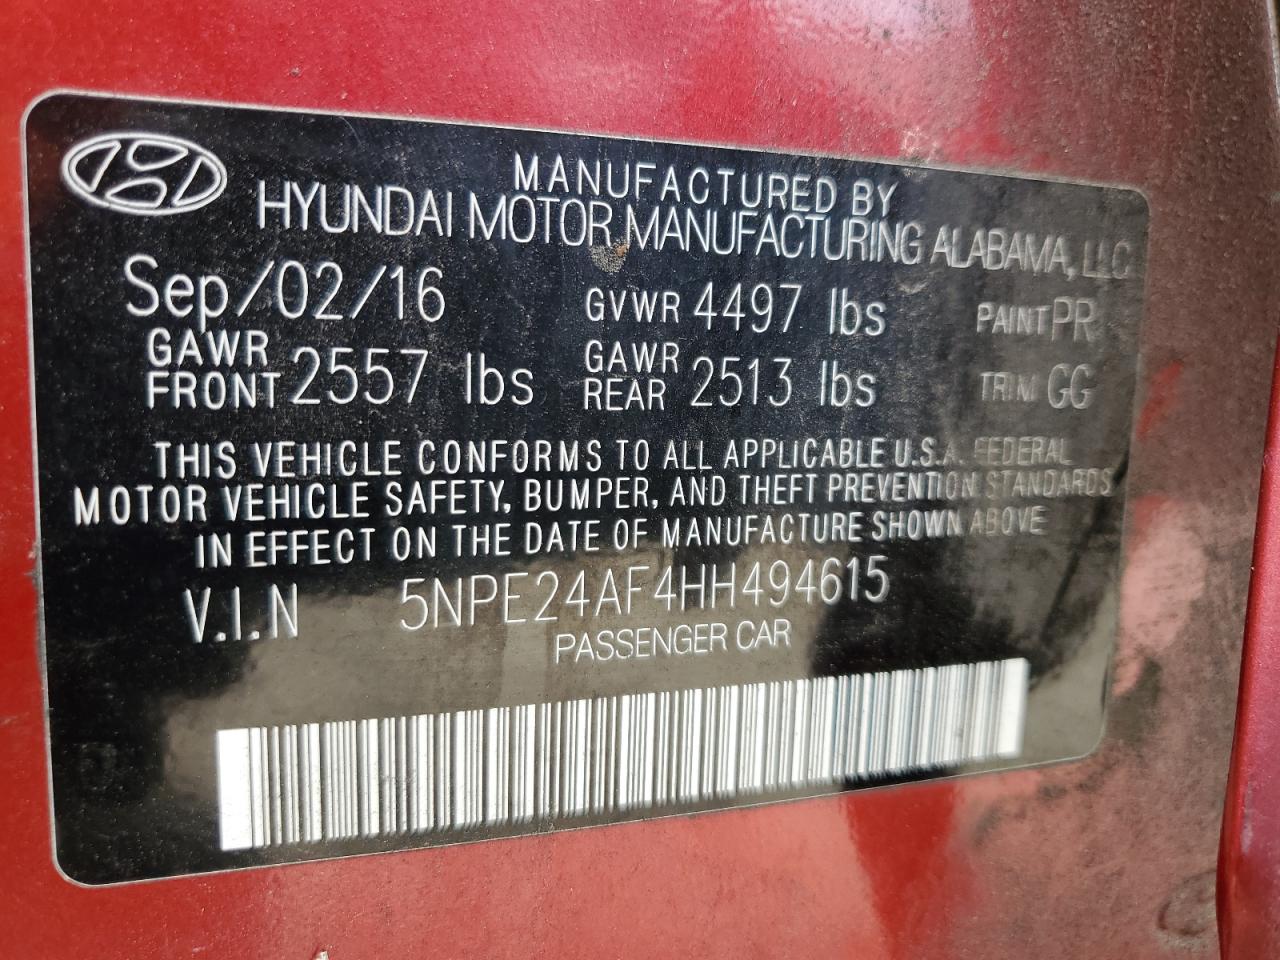 MANUFACTURED BY
HYUNDAI MOTOR MANUFACTURING ALABAMA, LLC
Sep/02/16 GVWR 4497 lbs PAINT PR
GAWR FRONT 2557 lbs GAWR REAR 2513 lbs TRIM GG
THIS VEHICLE CONFORMS TO ALL APPLICABLE U.S.A. FEDERAL
MOTOR VEHICLE SAFETY, BUMPER, AND THEFT PREVENTION STANDARDS
IN EFFECT ON THE DATE OF MANUFACTURE SHOWN ABOVE
V.I.N 5NPE24AF4HH494615
PASSENGER CAR